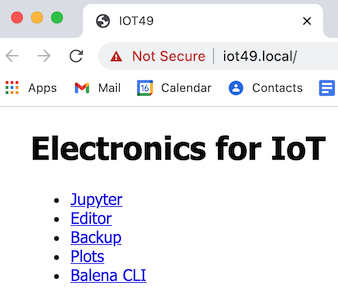 IOT49
Not Secure | iot49.local/
Apps Mail 16 Calendar Contacts
Electronics for IoT
Jupyter
Editor
Backup
Plots
Balena CLI